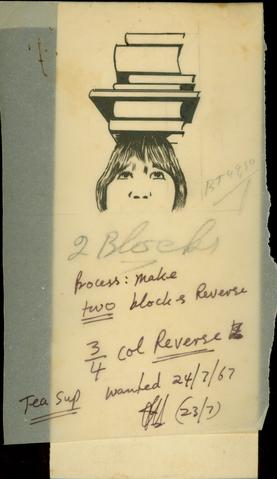 BT4930
2 Blocks
Process: make
two blocks Reverse
3/4 col Reverse
Tea Sup wanted 24/7/67
(23/7)